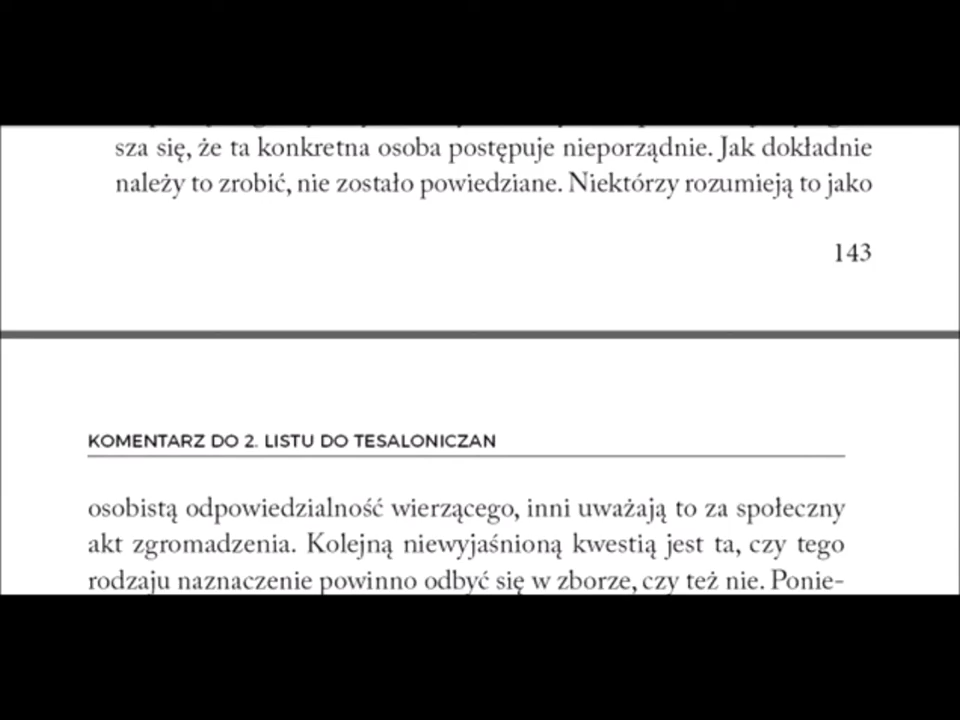 sza się, że ta konkretna osoba postępuje nieporządnie. Jak dokładnie
należy to zrobić, nie zostało powiedziane. Niektórzy rozumieją to jako
143
KOMENTARZ DO 2. LISTU DO TESALONICZAN
osobistą odpowiedzialność wierzącego, inni uważają to za społeczny
akt zgromadzenia. Kolejną niewyjaśnioną kwestią jest ta, czy tego
rodzaju naznaczenie powinno odbyć się w zborze, czy też nie. Ponie-